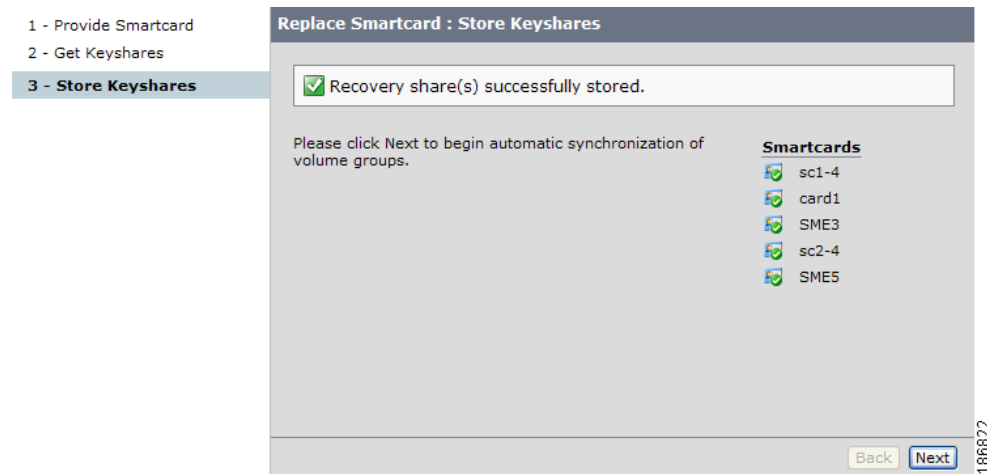 1 - Provide Smartcard
2 - Get Keyshares
3 - Store Keyshares
Replace Smartcard : Store Keyshares
Recovery share(s) successfully stored.
Please click Next to begin automatic synchronization of
volume groups.
Smartcards
sc1-4
card1
SME3
sc2-4
SME5
Back
Next
186822